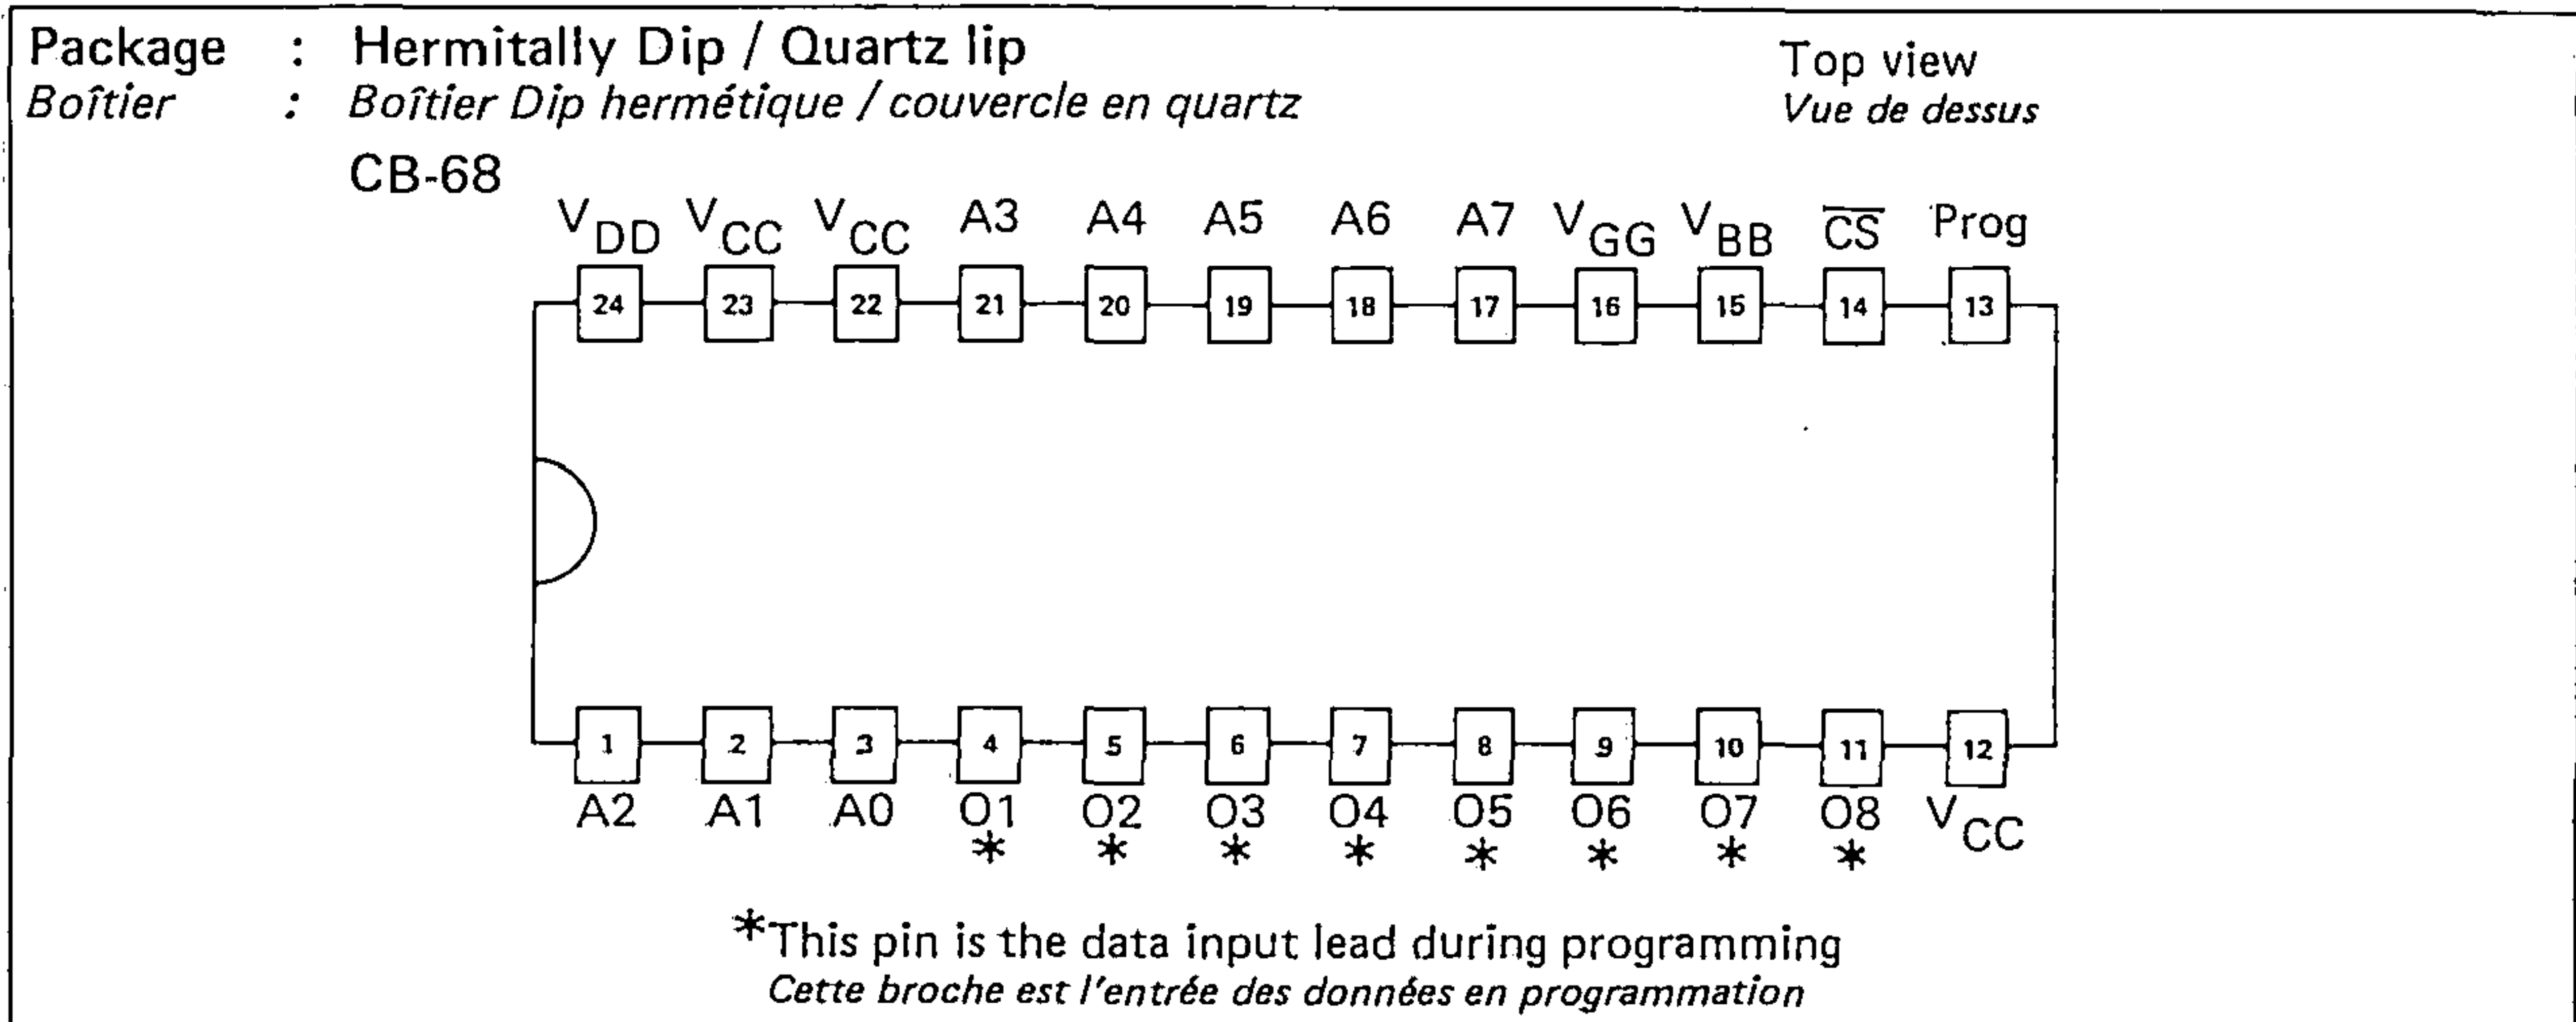 Package : Hermitally Dip / Quartz lip
Boîtier : Boîtier Dip hermétique / couvercle en quartz
CB-68
Top view
Vue de dessus
VDD VCC VCC A3 A4 A5 A6 A7 VGG VBB C̅S̅ Prog
24 23 22 21 20 19 18 17 16 15 14 13
1 2 3 4 5 6 7 8 9 10 11 12
A2 A1 A0 O1 O2 O3 O4 O5 O6 O7 O8 VCC
* * * * * * * *
*This pin is the data input lead during programming
Cette broche est l'entrée des données en programmation